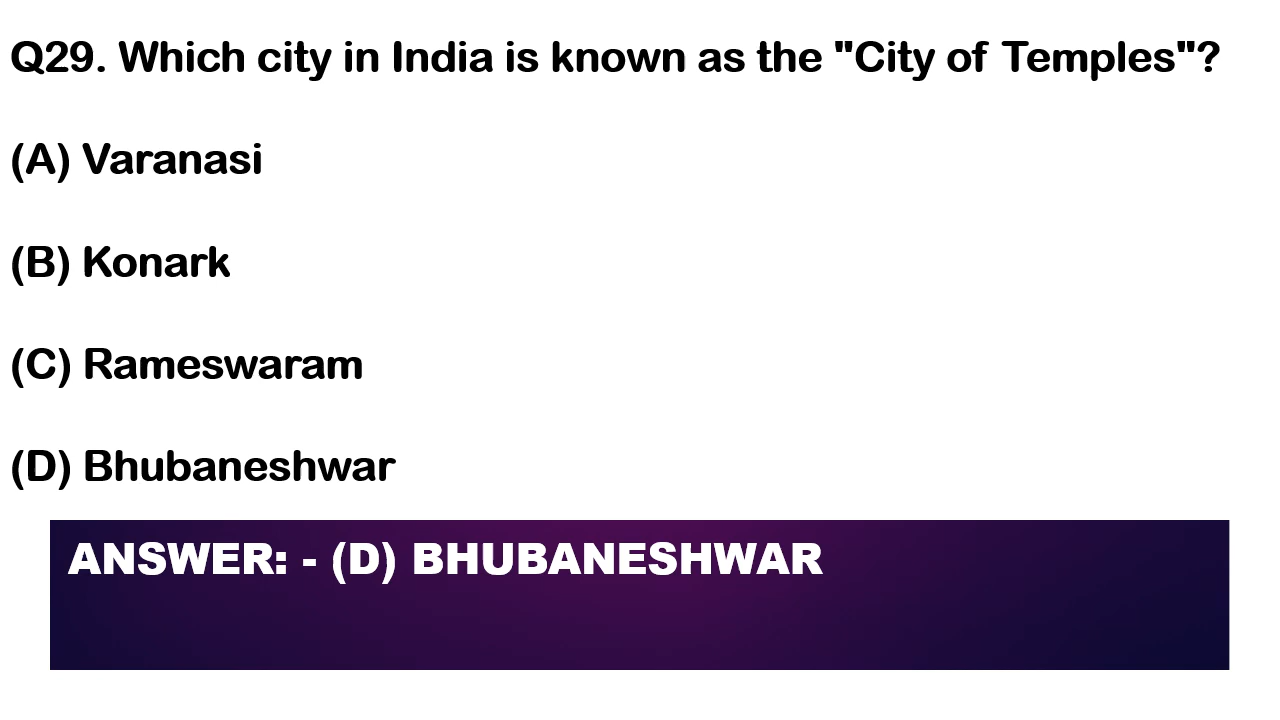 Q29. Which city in India is known as the "City of Temples"?
(A) Varanasi
(B) Konark
(C) Rameswaram
(D) Bhubaneshwar
ANSWER: - (D) BHUBANESHWAR